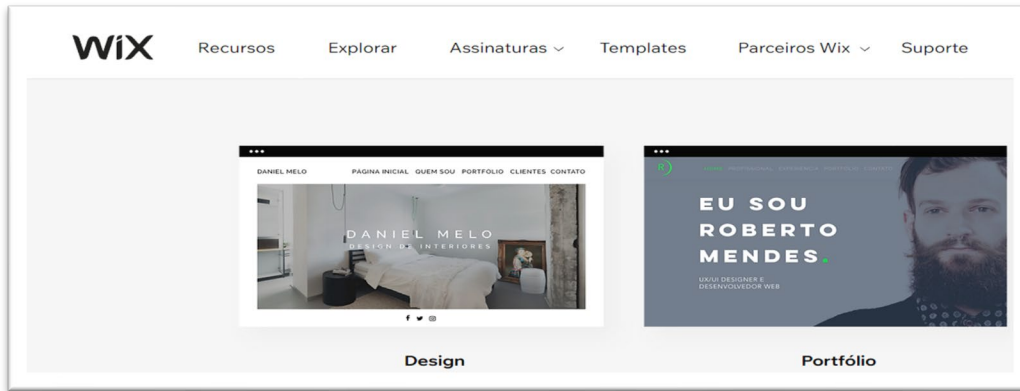 WiX Recursos Explorar Assinaturas Templates Parceiros Wix Suporte
DANIEL MELO PÁGINA INICIAL QUEM SOU PORTFOLIO CLIENTES CONTATO
DANIEL MELO
DESIGN DE INTERIORES
R)
EU SOU
ROBERTO
MENDES.
UX/UI DESIGNER E
DESENVOLVEDOR WEB
Design Portfólio